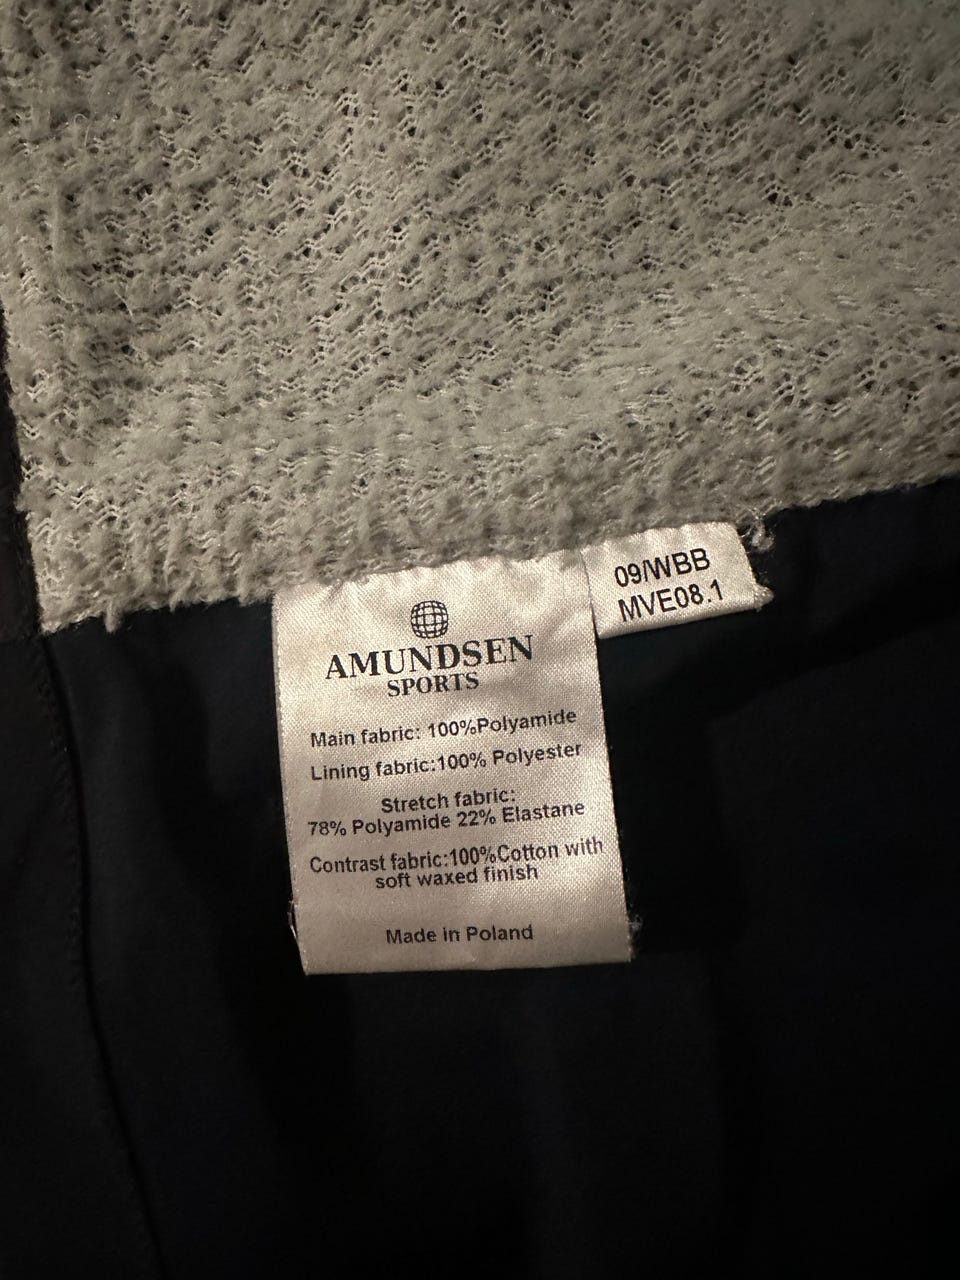 AMUNDSEN
SPORTS
Main fabric: 100%Polyamide
Lining fabric:100% Polyester
Stretch fabric:
78% Polyamide 22% Elastane
Contrast fabric:100%Cotton with
soft waxed finish
Made in Poland
09/WBB
MVE08.1